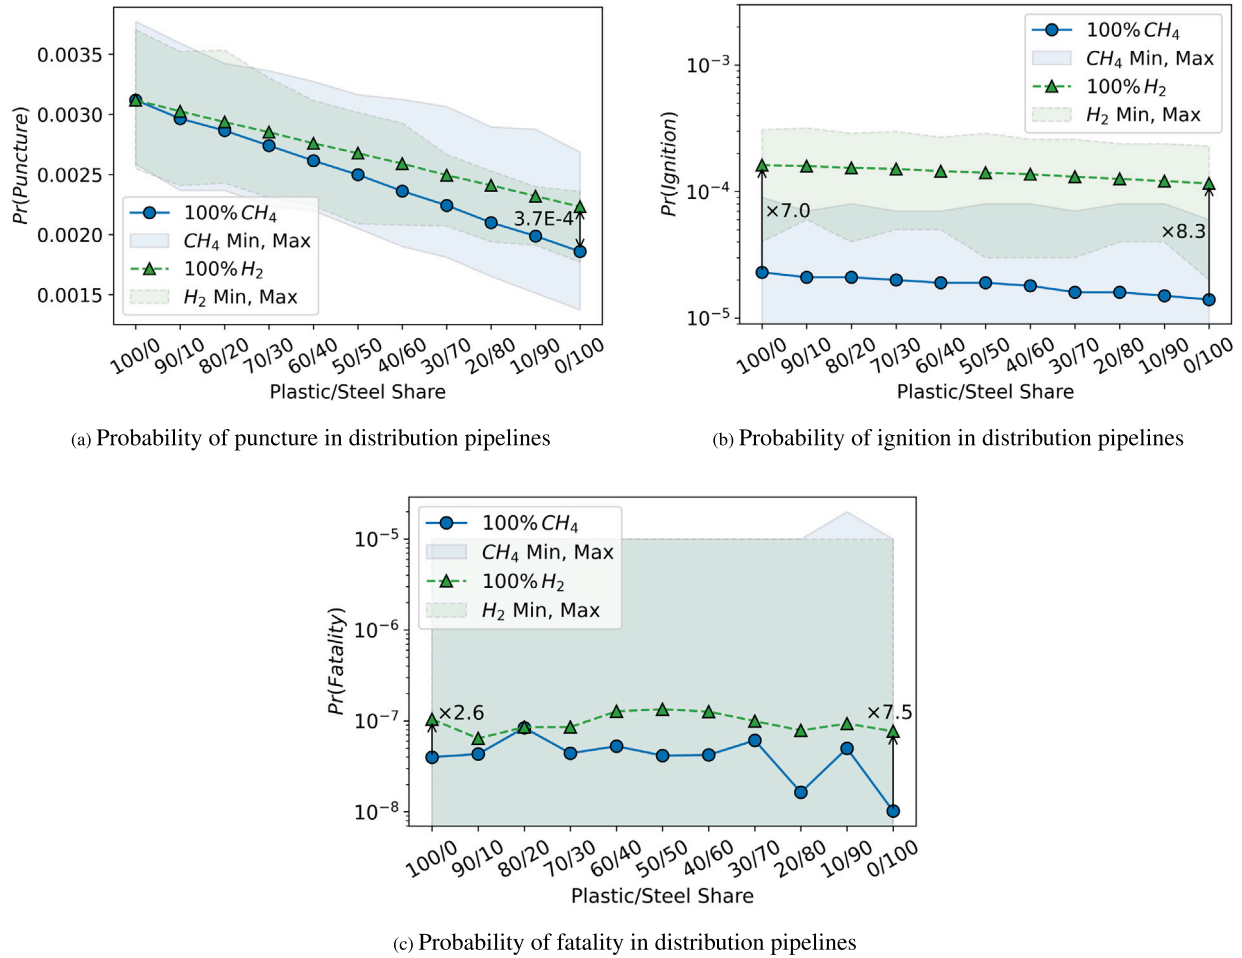 Pr(Puncture)
0.0035
0.0030
0.0025
0.0020
0.0015
100% CH4
CH4 Min, Max
100% H2
H2 Min, Max
3.7E-4
100/0 90/10 80/20 70/30 60/40 50/50 40/60 30/70 20/80 10/90 0/100
Plastic/Steel Share
(a) Probability of puncture in distribution pipelines
Pr(Ignition)
10−3
10−4
10−5
100% CH4
CH4 Min, Max
100% H2
H2 Min, Max
×7.0
×8.3
100/0 90/10 80/20 70/30 60/40 50/50 40/60 30/70 20/80 10/90 0/100
Plastic/Steel Share
(b) Probability of ignition in distribution pipelines
Pr(Fatality)
10−5
10−6
10−7
10−8
100% CH4
CH4 Min, Max
100% H2
H2 Min, Max
×2.6
×7.5
100/0 90/10 80/20 70/30 60/40 50/50 40/60 30/70 20/80 10/90 0/100
Plastic/Steel Share
(c) Probability of fatality in distribution pipelines